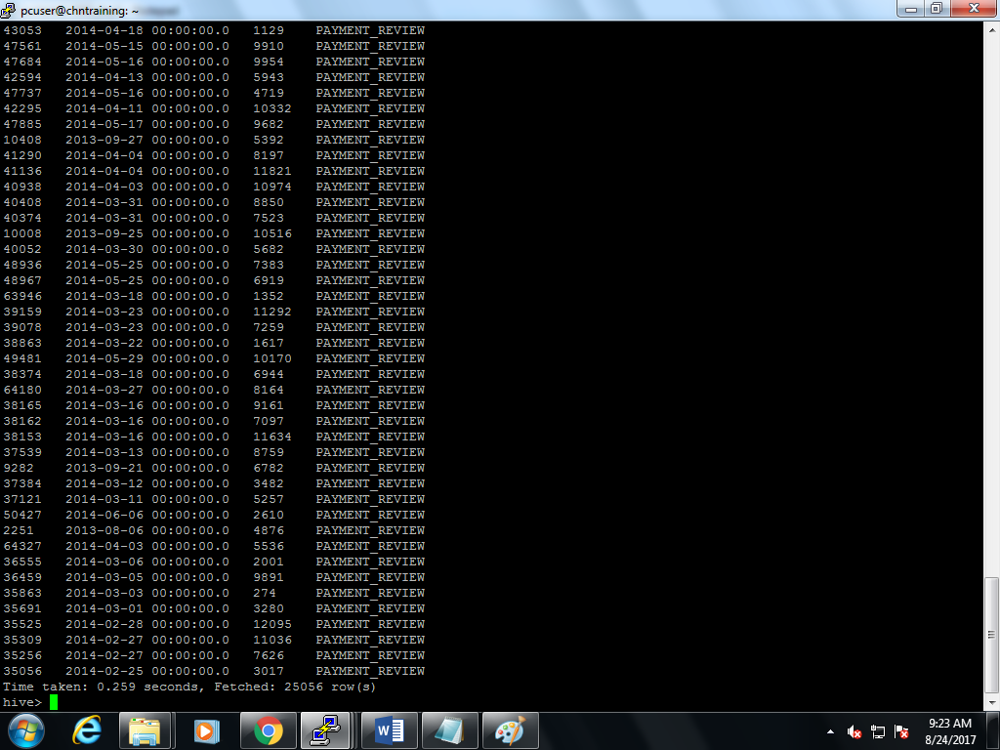 pcuser@chntraining: ~
43053 2014-04-18 00:00:00.0 1129 PAYMENT_REVIEW
47561 2014-05-15 00:00:00.0 9910 PAYMENT_REVIEW
47684 2014-05-16 00:00:00.0 9954 PAYMENT_REVIEW
42594 2014-04-13 00:00:00.0 5943 PAYMENT_REVIEW
47737 2014-05-16 00:00:00.0 4719 PAYMENT_REVIEW
42295 2014-04-11 00:00:00.0 10332 PAYMENT_REVIEW
47885 2014-05-17 00:00:00.0 9682 PAYMENT_REVIEW
10408 2013-09-27 00:00:00.0 5392 PAYMENT_REVIEW
41290 2014-04-04 00:00:00.0 8197 PAYMENT_REVIEW
41136 2014-04-04 00:00:00.0 11821 PAYMENT_REVIEW
40938 2014-04-03 00:00:00.0 10974 PAYMENT_REVIEW
40408 2014-03-31 00:00:00.0 8850 PAYMENT_REVIEW
40374 2014-03-31 00:00:00.0 7523 PAYMENT_REVIEW
10008 2013-09-25 00:00:00.0 10516 PAYMENT_REVIEW
40052 2014-03-30 00:00:00.0 5682 PAYMENT_REVIEW
48936 2014-05-25 00:00:00.0 7383 PAYMENT_REVIEW
48967 2014-05-25 00:00:00.0 6919 PAYMENT_REVIEW
63946 2014-03-18 00:00:00.0 1352 PAYMENT_REVIEW
39159 2014-03-23 00:00:00.0 11292 PAYMENT_REVIEW
39078 2014-03-23 00:00:00.0 7259 PAYMENT_REVIEW
38863 2014-03-22 00:00:00.0 1617 PAYMENT_REVIEW
49481 2014-05-29 00:00:00.0 10170 PAYMENT_REVIEW
38374 2014-03-18 00:00:00.0 6944 PAYMENT_REVIEW
64180 2014-03-27 00:00:00.0 8164 PAYMENT_REVIEW
38165 2014-03-16 00:00:00.0 9161 PAYMENT_REVIEW
38162 2014-03-16 00:00:00.0 7097 PAYMENT_REVIEW
38153 2014-03-16 00:00:00.0 11634 PAYMENT_REVIEW
37539 2014-03-13 00:00:00.0 8759 PAYMENT_REVIEW
9282 2013-09-21 00:00:00.0 6782 PAYMENT_REVIEW
37384 2014-03-12 00:00:00.0 3482 PAYMENT_REVIEW
37121 2014-03-11 00:00:00.0 5257 PAYMENT_REVIEW
50427 2014-06-06 00:00:00.0 2610 PAYMENT_REVIEW
2251 2013-08-06 00:00:00.0 4876 PAYMENT_REVIEW
64327 2014-04-03 00:00:00.0 5536 PAYMENT_REVIEW
36555 2014-03-06 00:00:00.0 2001 PAYMENT_REVIEW
36459 2014-03-05 00:00:00.0 9891 PAYMENT_REVIEW
35863 2014-03-03 00:00:00.0 274 PAYMENT_REVIEW
35691 2014-03-01 00:00:00.0 3280 PAYMENT_REVIEW
35525 2014-02-28 00:00:00.0 12095 PAYMENT_REVIEW
35309 2014-02-27 00:00:00.0 11036 PAYMENT_REVIEW
35256 2014-02-27 00:00:00.0 7626 PAYMENT_REVIEW
35056 2014-02-25 00:00:00.0 3017 PAYMENT_REVIEW
Time taken: 0.259 seconds, Fetched: 25056 row(s)
hive>
9:23 AM
8/24/2017